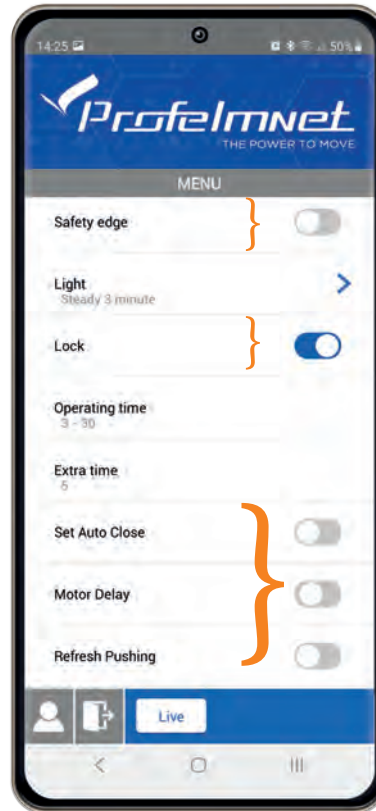 14:25
50%
Profelmnet
THE POWER TO MOVE
MENU
Safety edge
Light
Steady 3 minute
Lock
Operating time
3 - 30
Extra time
5
Set Auto Close
Motor Delay
Refresh Pushing
Live